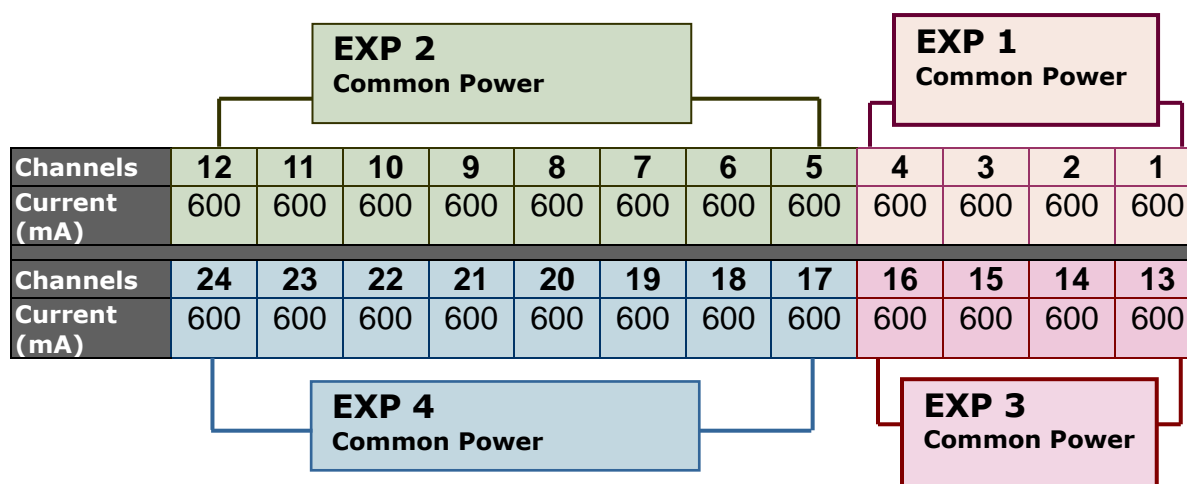 EXP 2
Common Power
EXP 1
Common Power
Channels 12 11 10 9 8 7 6 5 4 3 2 1
Current (mA) 600 600 600 600 600 600 600 600 600 600 600 600
Channels 24 23 22 21 20 19 18 17 16 15 14 13
Current (mA) 600 600 600 600 600 600 600 600 600 600 600 600
EXP 4
Common Power
EXP 3
Common Power